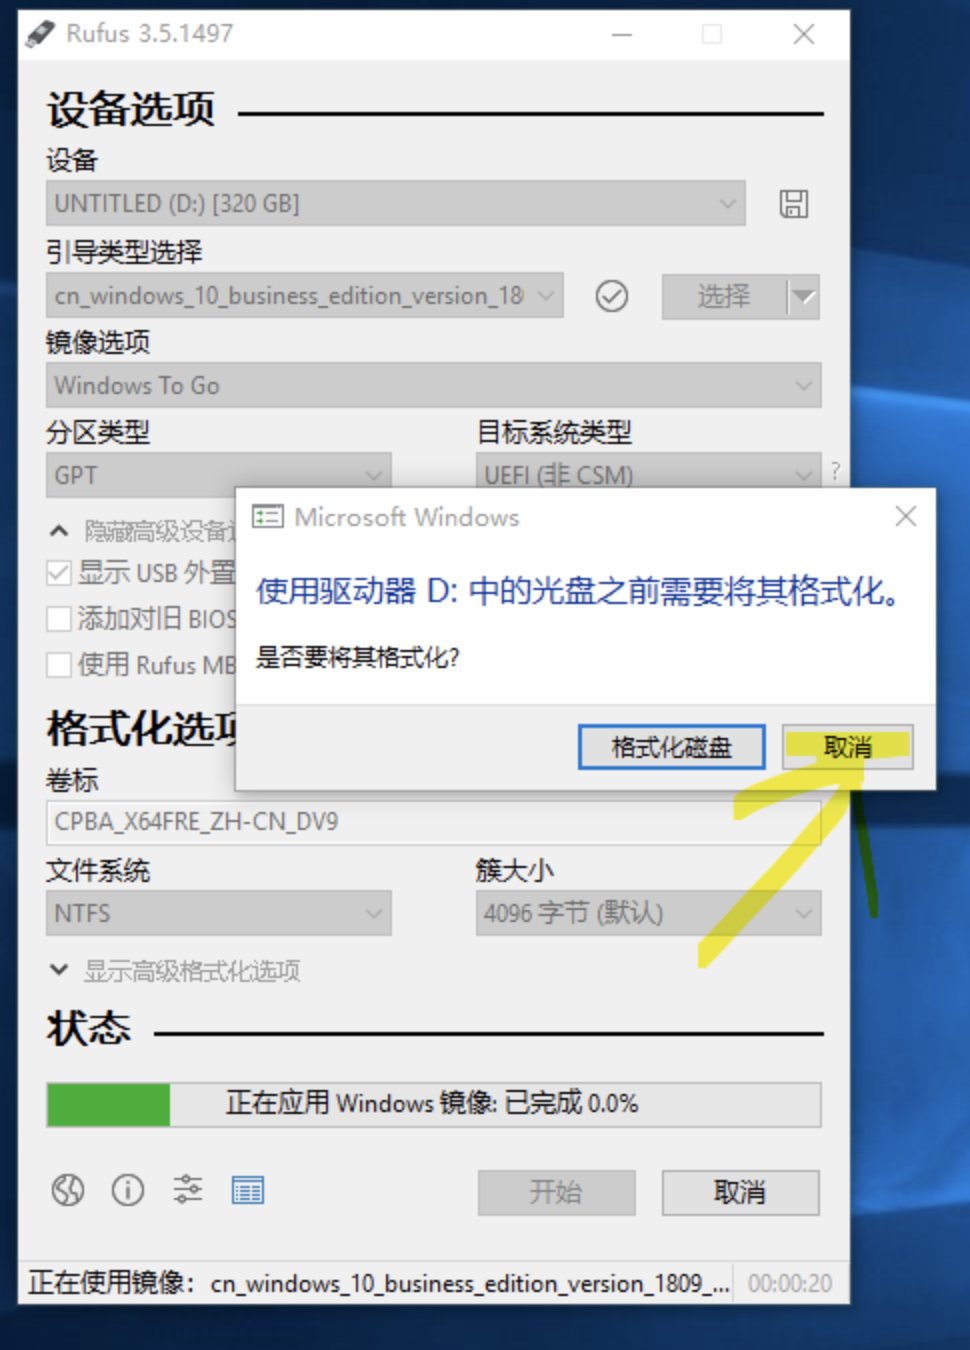 Rufus 3.5.1497
设备选项
设备
UNTITLED (D:) [320 GB]
引导类型选择
cn_windows_10_business_edition_version_18
选择
镜像选项
Windows To Go
分区类型
目标系统类型
GPT
UEFI (非 CSM)
?
隐藏高级设备
显示 USB 外置
添加对旧 BIOS
使用 Rufus MB
Microsoft Windows
使用驱动器 D: 中的光盘之前需要将其格式化。
是否要将其格式化?
格式化磁盘
取消
格式化选项
卷标
CPBA_X64FRE_ZH-CN_DV9
文件系统
簇大小
NTFS
4096 字节 (默认)
显示高级格式化选项
状态
正在应用 Windows 镜像: 已完成 0.0%
开始
取消
正在使用镜像：cn_windows_10_business_edition_version_1809_...
00:00:20